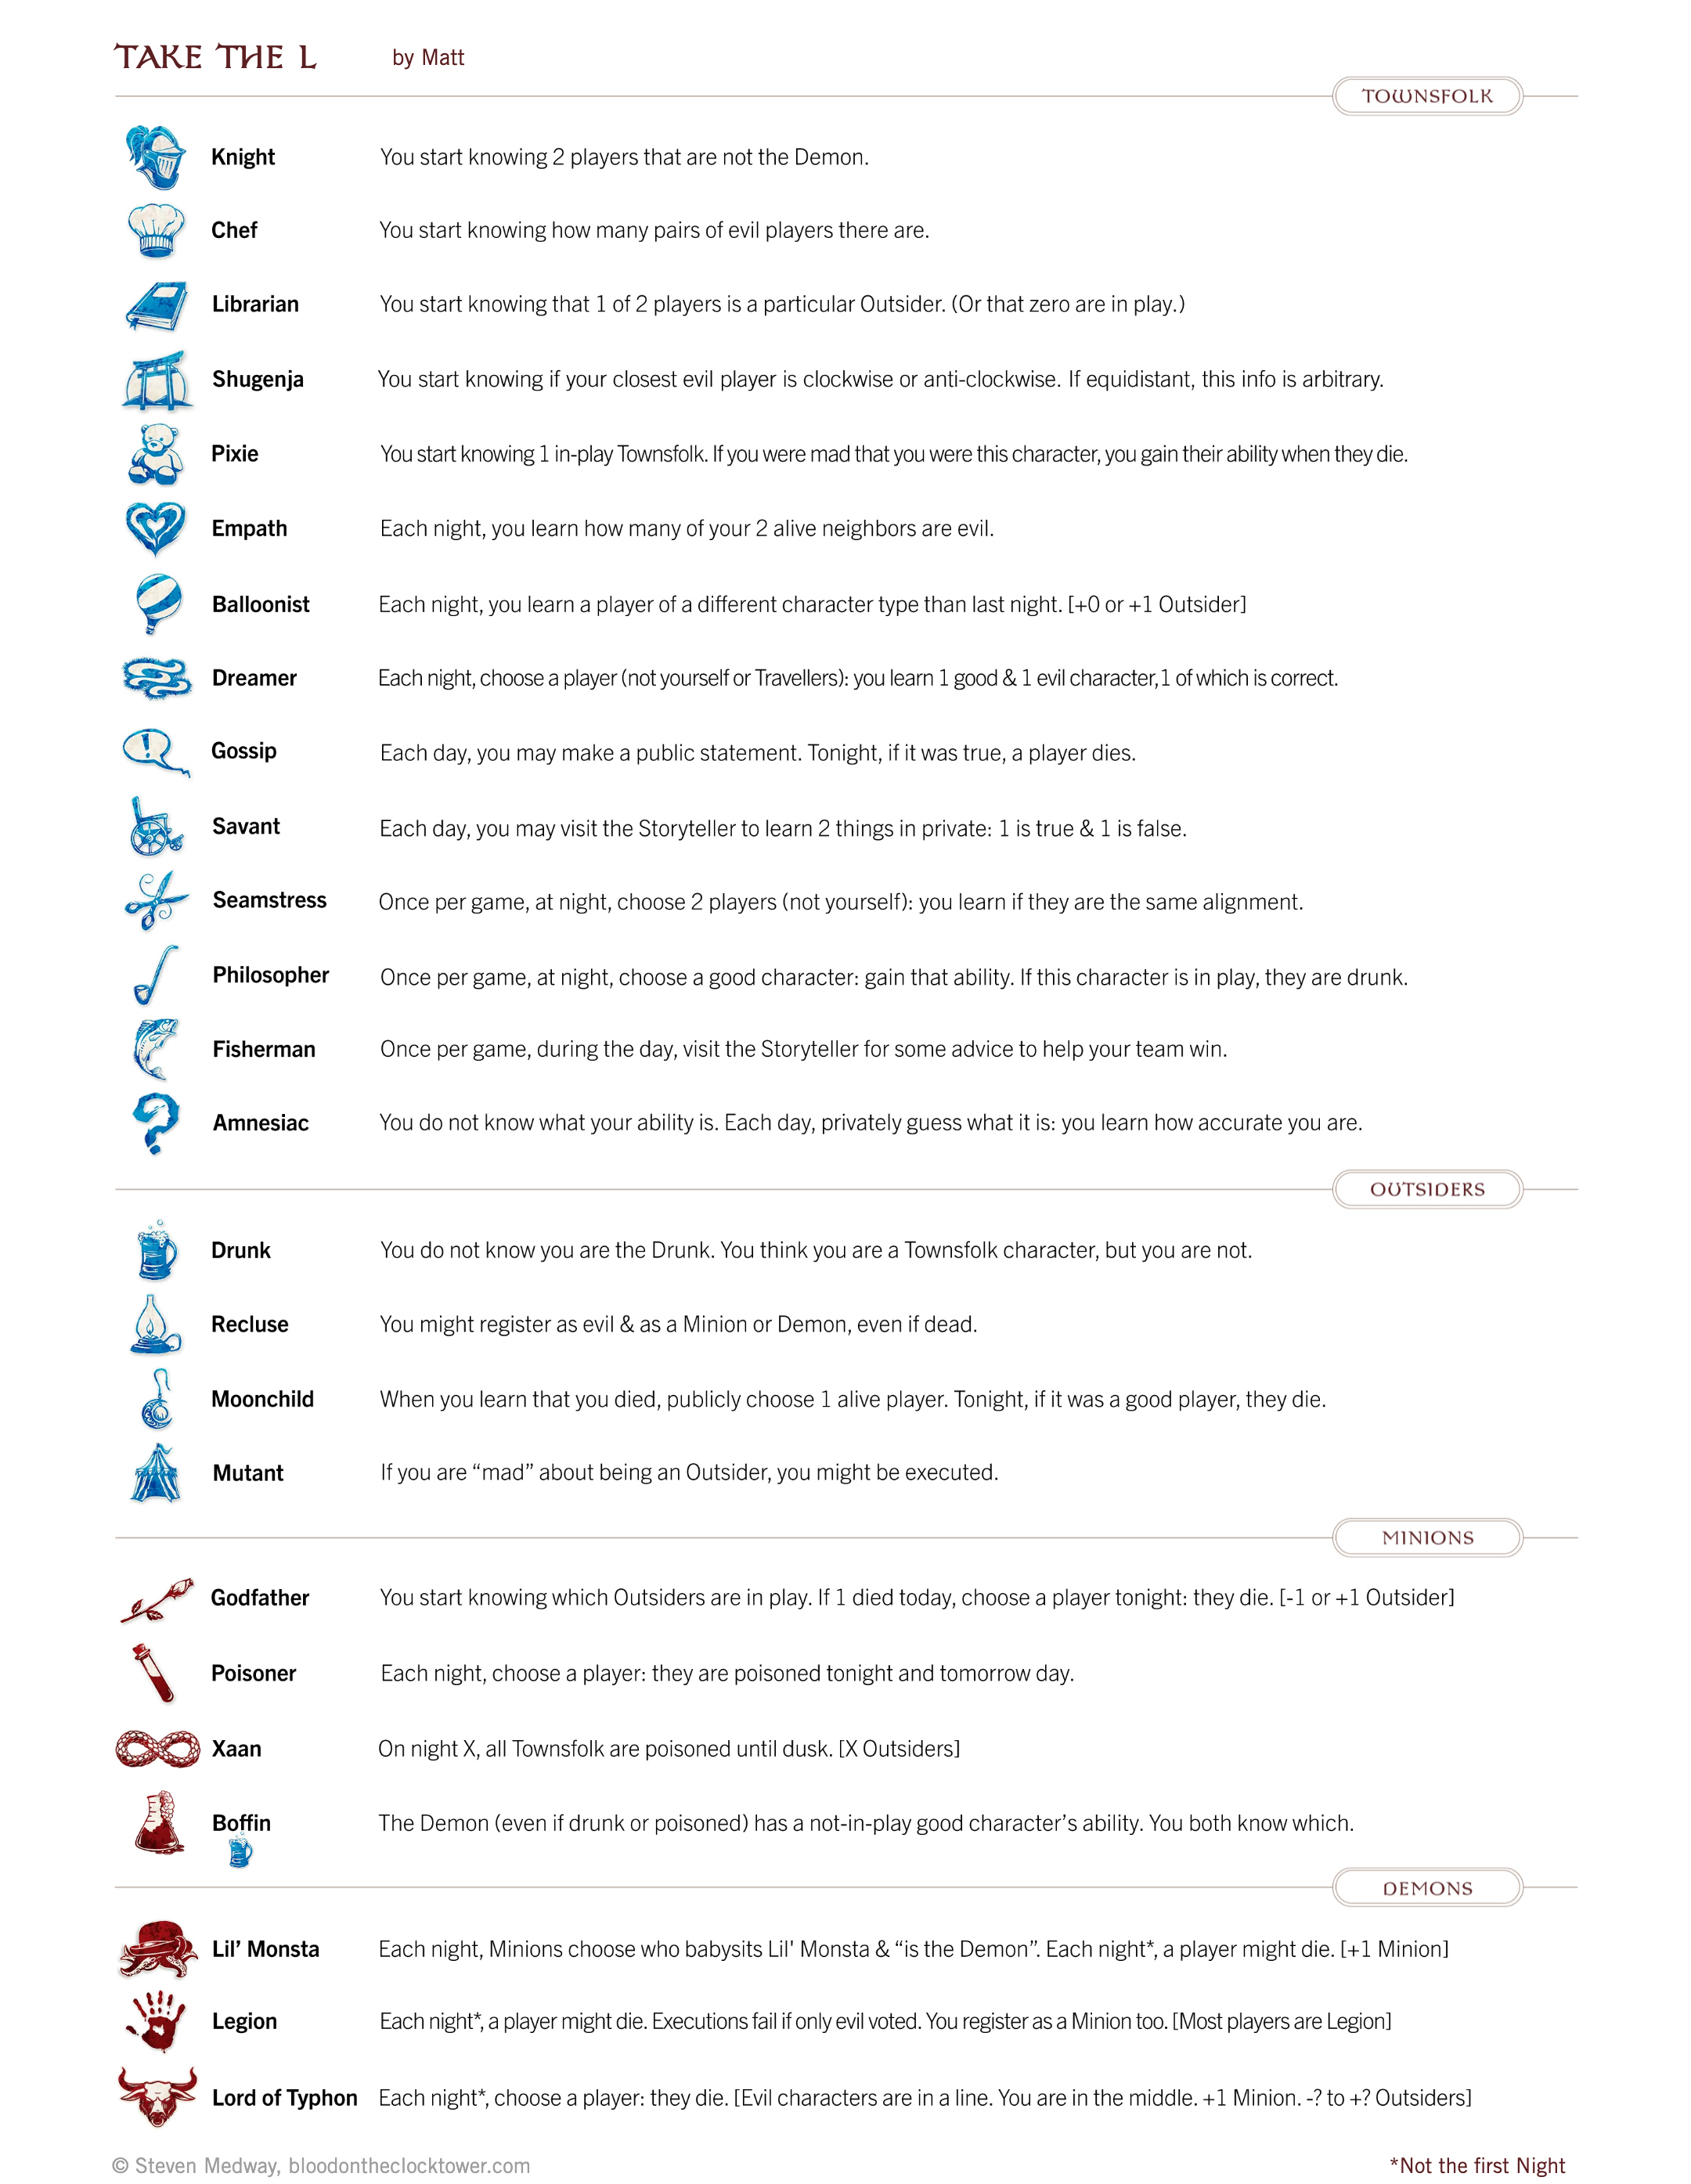 TAKE THE L by Matt
TOWNSFOLK
Knight You start knowing 2 players that are not the Demon.
Chef You start knowing how many pairs of evil players there are.
Librarian You start knowing that 1 of 2 players is a particular Outsider. (Or that zero are in play.)
Shugenja You start knowing if your closest evil player is clockwise or anti-clockwise. If equidistant, this info is arbitrary.
Pixie You start knowing 1 in-play Townsfolk. If you were mad that you were this character, you gain their ability when they die.
Empath Each night, you learn how many of your 2 alive neighbors are evil.
Balloonist Each night, you learn a player of a different character type than last night. [+0 or +1 Outsider]
Dreamer Each night, choose a player (not yourself or Travellers): you learn 1 good & 1 evil character,1 of which is correct.
Gossip Each day, you may make a public statement. Tonight, if it was true, a player dies.
Savant Each day, you may visit the Storyteller to learn 2 things in private: 1 is true & 1 is false.
Seamstress Once per game, at night, choose 2 players (not yourself): you learn if they are the same alignment.
Philosopher Once per game, at night, choose a good character: gain that ability. If this character is in play, they are drunk.
Fisherman Once per game, during the day, visit the Storyteller for some advice to help your team win.
Amnesiac You do not know what your ability is. Each day, privately guess what it is: you learn how accurate you are.
OUTSIDERS
Drunk You do not know you are the Drunk. You think you are a Townsfolk character, but you are not.
Recluse You might register as evil & as a Minion or Demon, even if dead.
Moonchild When you learn that you died, publicly choose 1 alive player. Tonight, if it was a good player, they die.
Mutant If you are “mad” about being an Outsider, you might be executed.
MINIONS
Godfather You start knowing which Outsiders are in play. If 1 died today, choose a player tonight: they die. [-1 or +1 Outsider]
Poisoner Each night, choose a player: they are poisoned tonight and tomorrow day.
Xaan On night X, all Townsfolk are poisoned until dusk. [X Outsiders]
Boffin The Demon (even if drunk or poisoned) has a not-in-play good character’s ability. You both know which.
DEMONS
Lil’ Monsta Each night, Minions choose who babysits Lil' Monsta & “is the Demon”. Each night*, a player might die. [+1 Minion]
Legion Each night*, a player might die. Executions fail if only evil voted. You register as a Minion too. [Most players are Legion]
Lord of Typhon Each night*, choose a player: they die. [Evil characters are in a line. You are in the middle. +1 Minion. -? to +? Outsiders]
© Steven Medway, bloodontheclocktower.com *Not the first Night